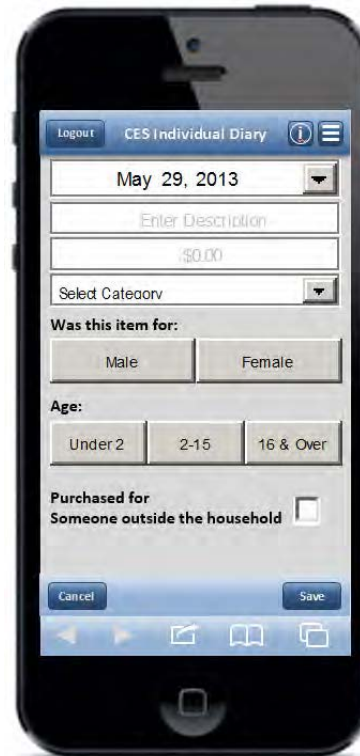 Logout CES Individual Diary
May 29, 2013
Enter Description
$0.00
Select Category
Was this item for:
Male Female
Age:
Under 2 2-15 16 & Over
Purchased for
Someone outside the household
Cancel Save